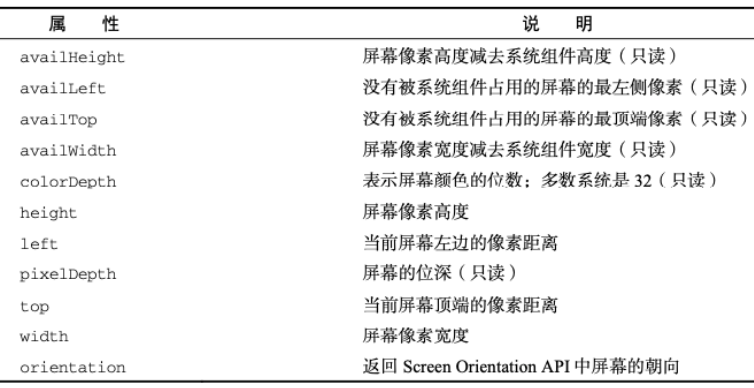 属 性 说 明
availHeight 屏幕像素高度减去系统组件高度（只读）
availLeft 没有被系统组件占用的屏幕的最左侧像素（只读）
availTop 没有被系统组件占用的屏幕的最顶端像素（只读）
availWidth 屏幕像素宽度减去系统组件宽度（只读）
colorDepth 表示屏幕颜色的位数；多数系统是 32（只读）
height 屏幕像素高度
left 当前屏幕左边的像素距离
pixelDepth 屏幕的位深（只读）
top 当前屏幕顶端的像素距离
width 屏幕像素宽度
orientation 返回 Screen Orientation API 中屏幕的朝向